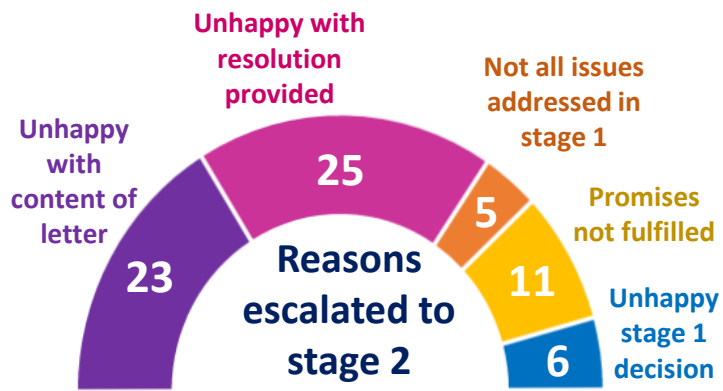 Unhappy with
resolution
provided
Not all issues
addressed in
stage 1
Unhappy
with
content of
letter
25
5
Promises
not fulfilled
23
Reasons
escalated to
stage 2
11
Unhappy
stage 1
decision
6